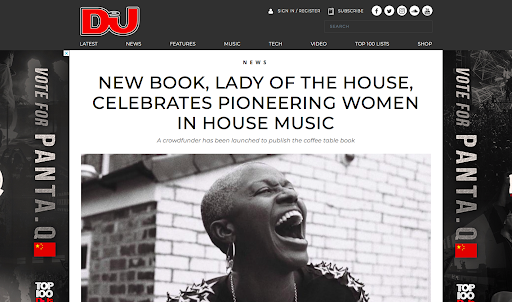 DJ
SIGN IN / REGISTER
SUBSCRIBE
SEARCH
LATEST NEWS FEATURES MUSIC TECH VIDEO TOP 100 LISTS SHOP
NEWS
NEW BOOK, LADY OF THE HOUSE,
CELEBRATES PIONEERING WOMEN
IN HOUSE MUSIC
A crowdfunder has been launched to publish the coffee table book
VOTE FOR
PANTA.Q
TOP
100
DJs
VOTE FOR
PANTA.Q
TOP
100
DJs